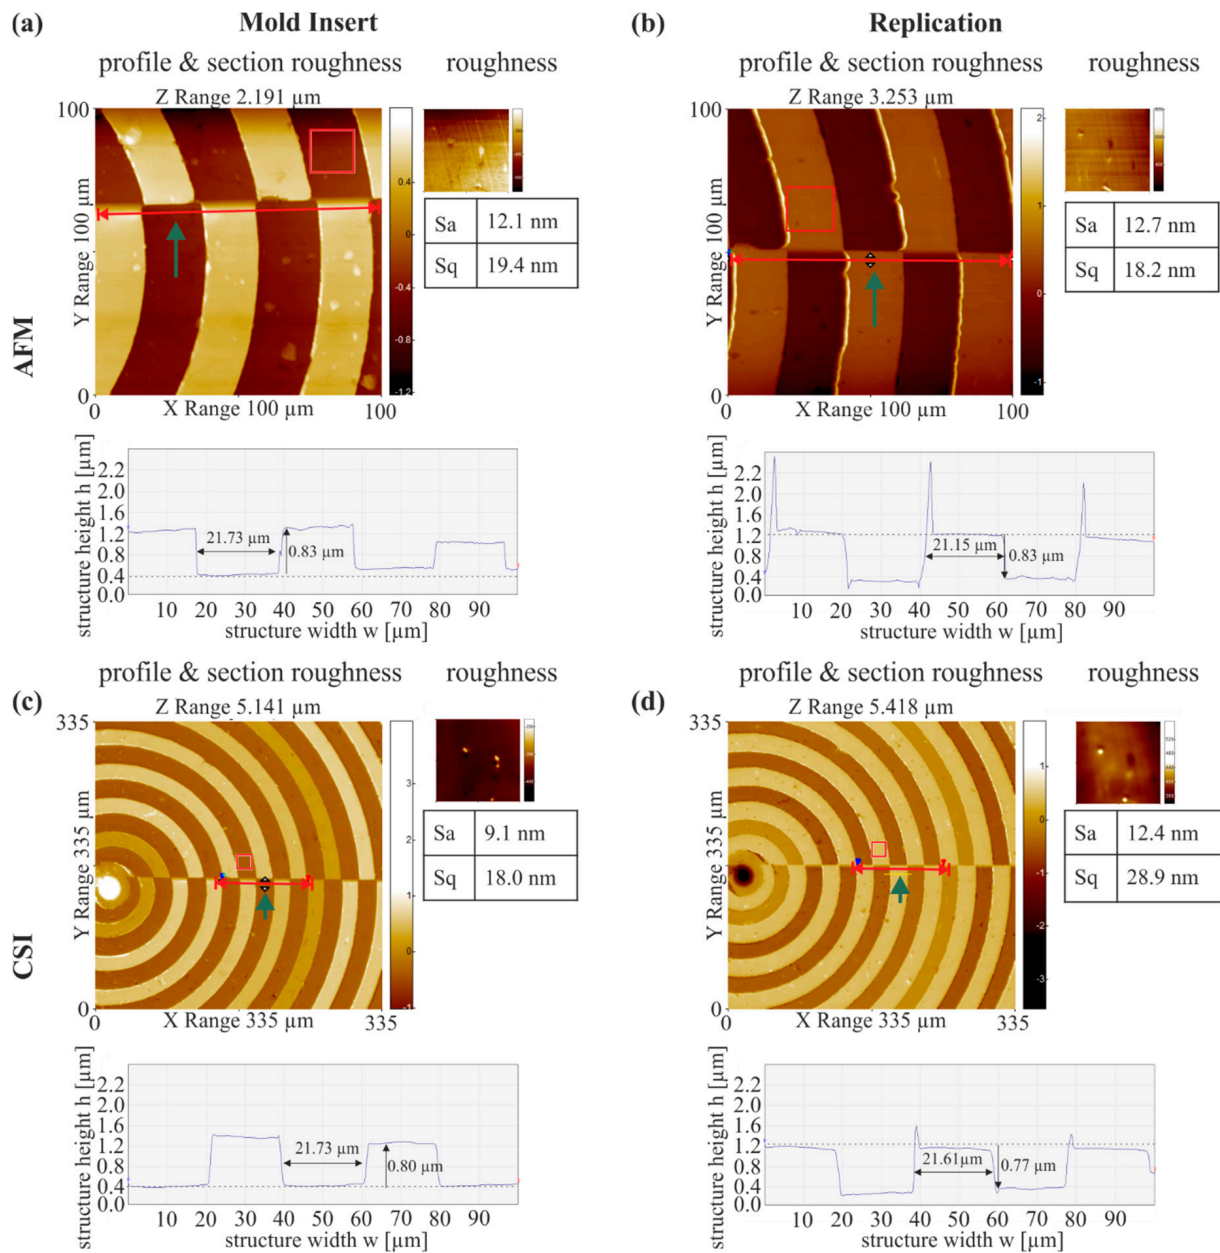 (a) Mold Insert
profile & section roughness roughness
Z Range 2.191 µm
100
Y Range 100 µm
0
0 X Range 100 µm 100
0.4
0
-0.4
-0.8
-1.2
Sa 12.1 nm
Sq 19.4 nm
AFM
structure height h [µm]
2.2
2.0
1.6
1.2
0.8
0.4
0.0
21.73 µm
0.83 µm
10 20 30 40 50 60 70 80 90
structure width w [µm]
(b) Replication
profile & section roughness roughness
Z Range 3.253 µm
100
Y Range 100 µm
0
0 X Range 100 µm 100
2
1
0
-1
Sa 12.7 nm
Sq 18.2 nm
structure height h [µm]
2.2
2.0
1.6
1.2
0.8
0.4
0.0
21.15 µm
0.83 µm
10 20 30 40 50 60 70 80 90
structure width w [µm]
(c)
profile & section roughness roughness
Z Range 5.141 µm
335
Y Range 335 µm
0
0 X Range 335 µm 335
3
2
1
0
-1
Sa 9.1 nm
Sq 18.0 nm
CSI
structure height h [µm]
2.2
2.0
1.6
1.2
0.8
0.4
0.0
21.73 µm
0.80 µm
10 20 30 40 50 60 70 80 90
structure width w [µm]
(d)
profile & section roughness roughness
Z Range 5.418 µm
335
Y Range 335 µm
0
0 X Range 335 µm 335
1
0
-1
-2
-3
Sa 12.4 nm
Sq 28.9 nm
structure height h [µm]
2.2
2.0
1.6
1.2
0.8
0.4
0.0
21.61µm
0.77 µm
10 20 30 40 50 60 70 80 90
structure width w [µm]